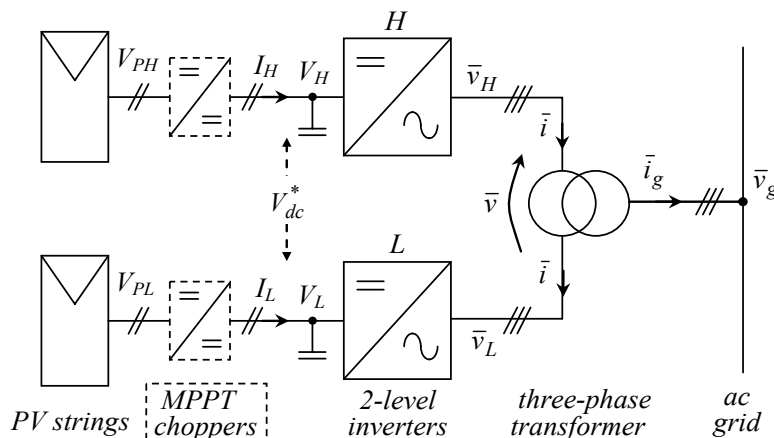 H
V_PH
I_H
V_H
v̄_H
ī
v̄
ī_g
v̄_g
V_dc^*
L
V_PL
I_L
V_L
v̄_L
ī
PV strings
MPPT
choppers
2-level
inverters
three-phase
transformer
ac
grid